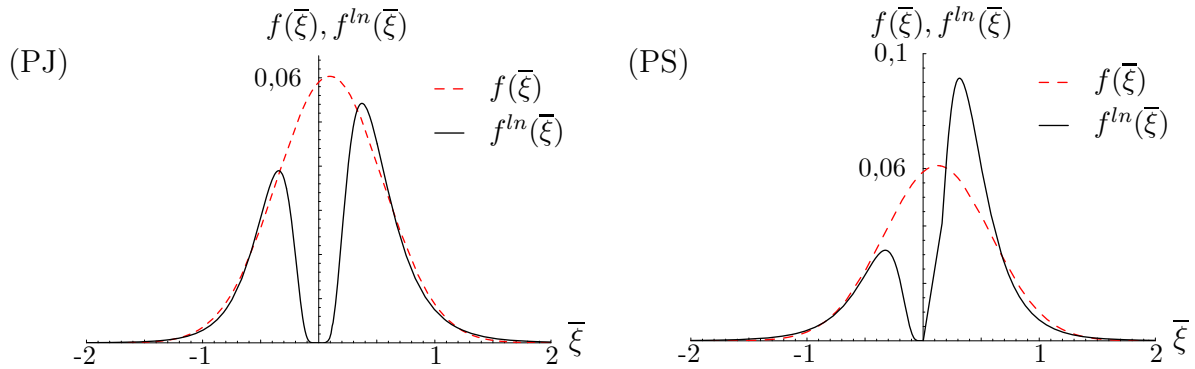 (PJ)
f(ξ̅), f^{ln}(ξ̅)
0,06
f(ξ̅)
f^{ln}(ξ̅)
-2
-1
1
2
ξ̅
(PS)
f(ξ̅), f^{ln}(ξ̅)
0,1
0,06
f(ξ̅)
f^{ln}(ξ̅)
-2
-1
1
2
ξ̅